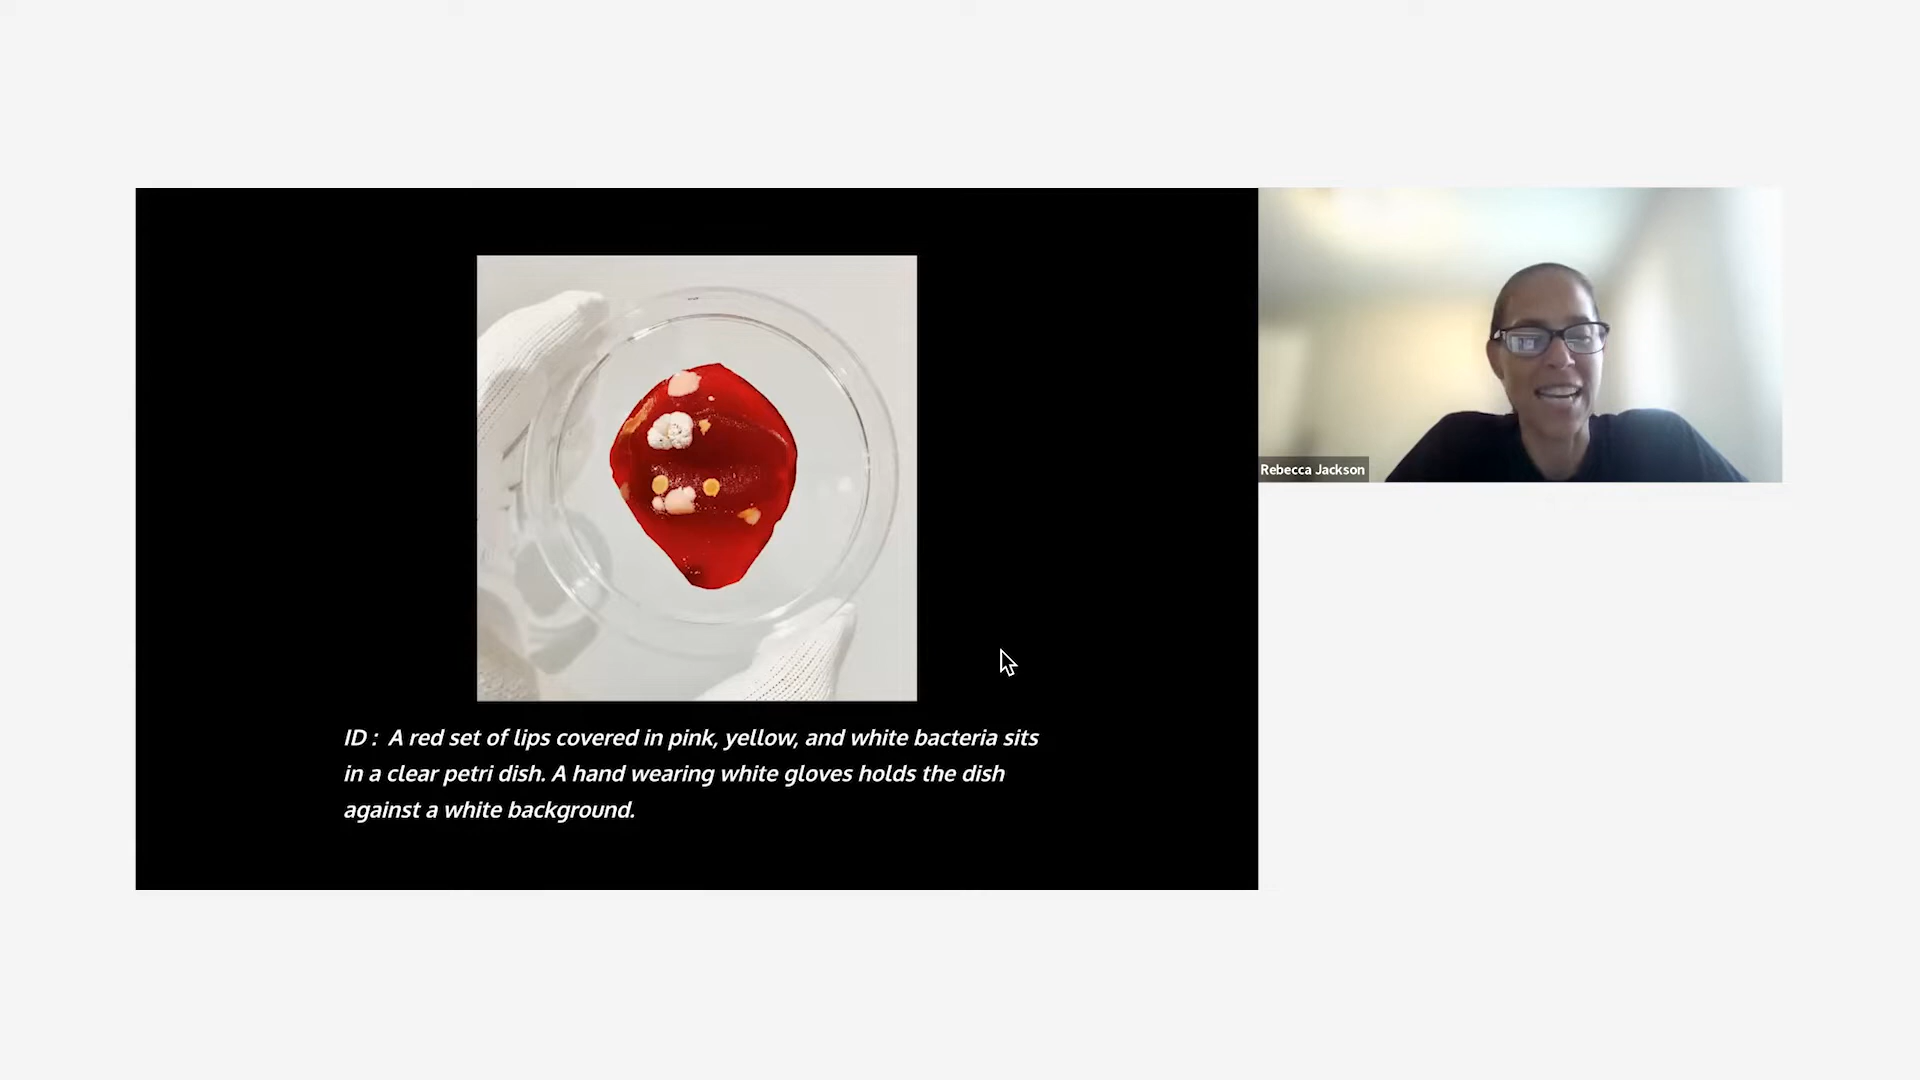 Rebecca Jackson
ID : A red set of lips covered in pink, yellow, and white bacteria sits
in a clear petri dish. A hand wearing white gloves holds the dish
against a white background.